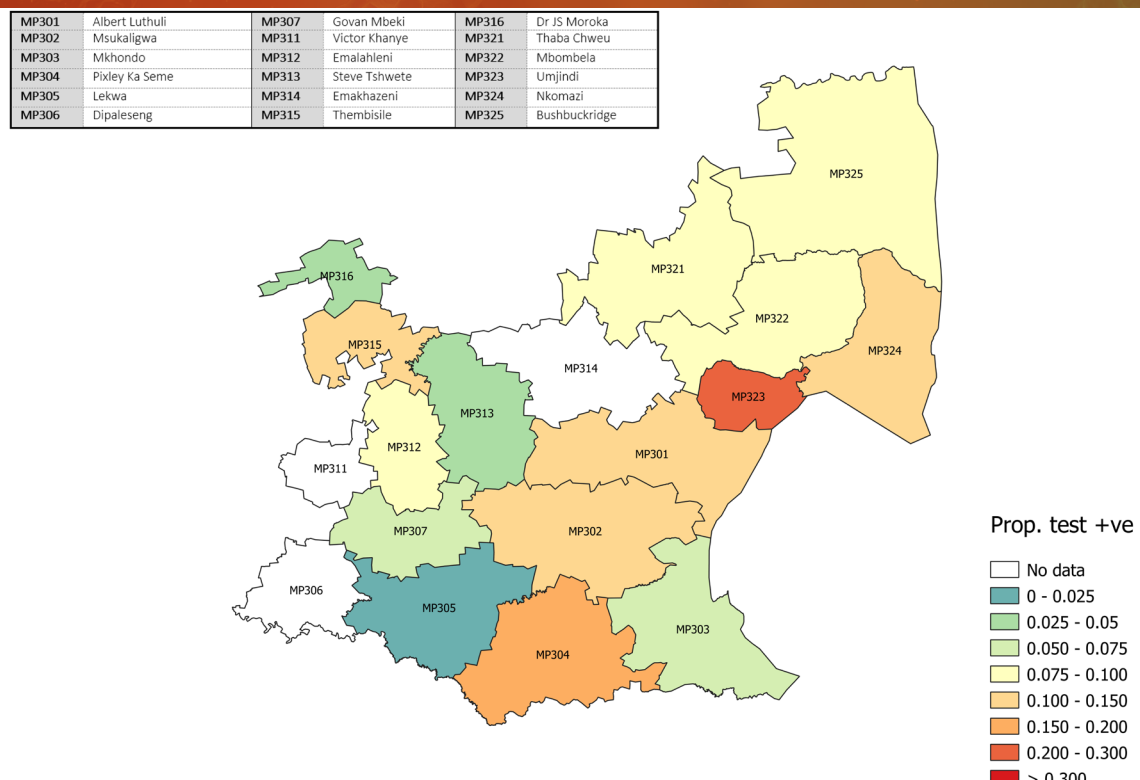 MP301 Albert Luthuli MP307 Govan Mbeki MP316 Dr JS Moroka
MP302 Msukaligwa MP311 Victor Khanye MP321 Thaba Chweu
MP303 Mkhondo MP312 Emalahleni MP322 Mbombela
MP304 Pixley Ka Seme MP313 Steve Tshwete MP323 Umjindi
MP305 Lekwa MP314 Emakhazeni MP324 Nkomazi
MP306 Dipaleseng MP315 Thembisile MP325 Bushbuckridge
MP325
MP321
MP316
MP322
MP315
MP324
MP314
MP323
MP313
MP312
MP301
MP311
MP307
MP302
MP306
MP305
MP303
MP304
Prop. test +ve
No data
0 - 0.025
0.025 - 0.05
0.050 - 0.075
0.075 - 0.100
0.100 - 0.150
0.150 - 0.200
0.200 - 0.300
> 0.300